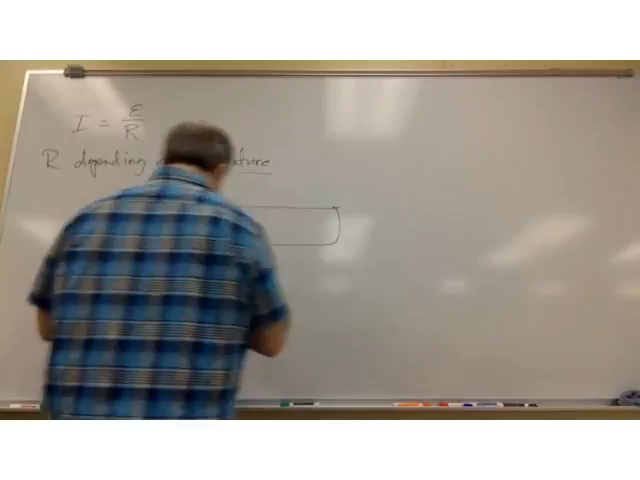 I = ε/R
R depending